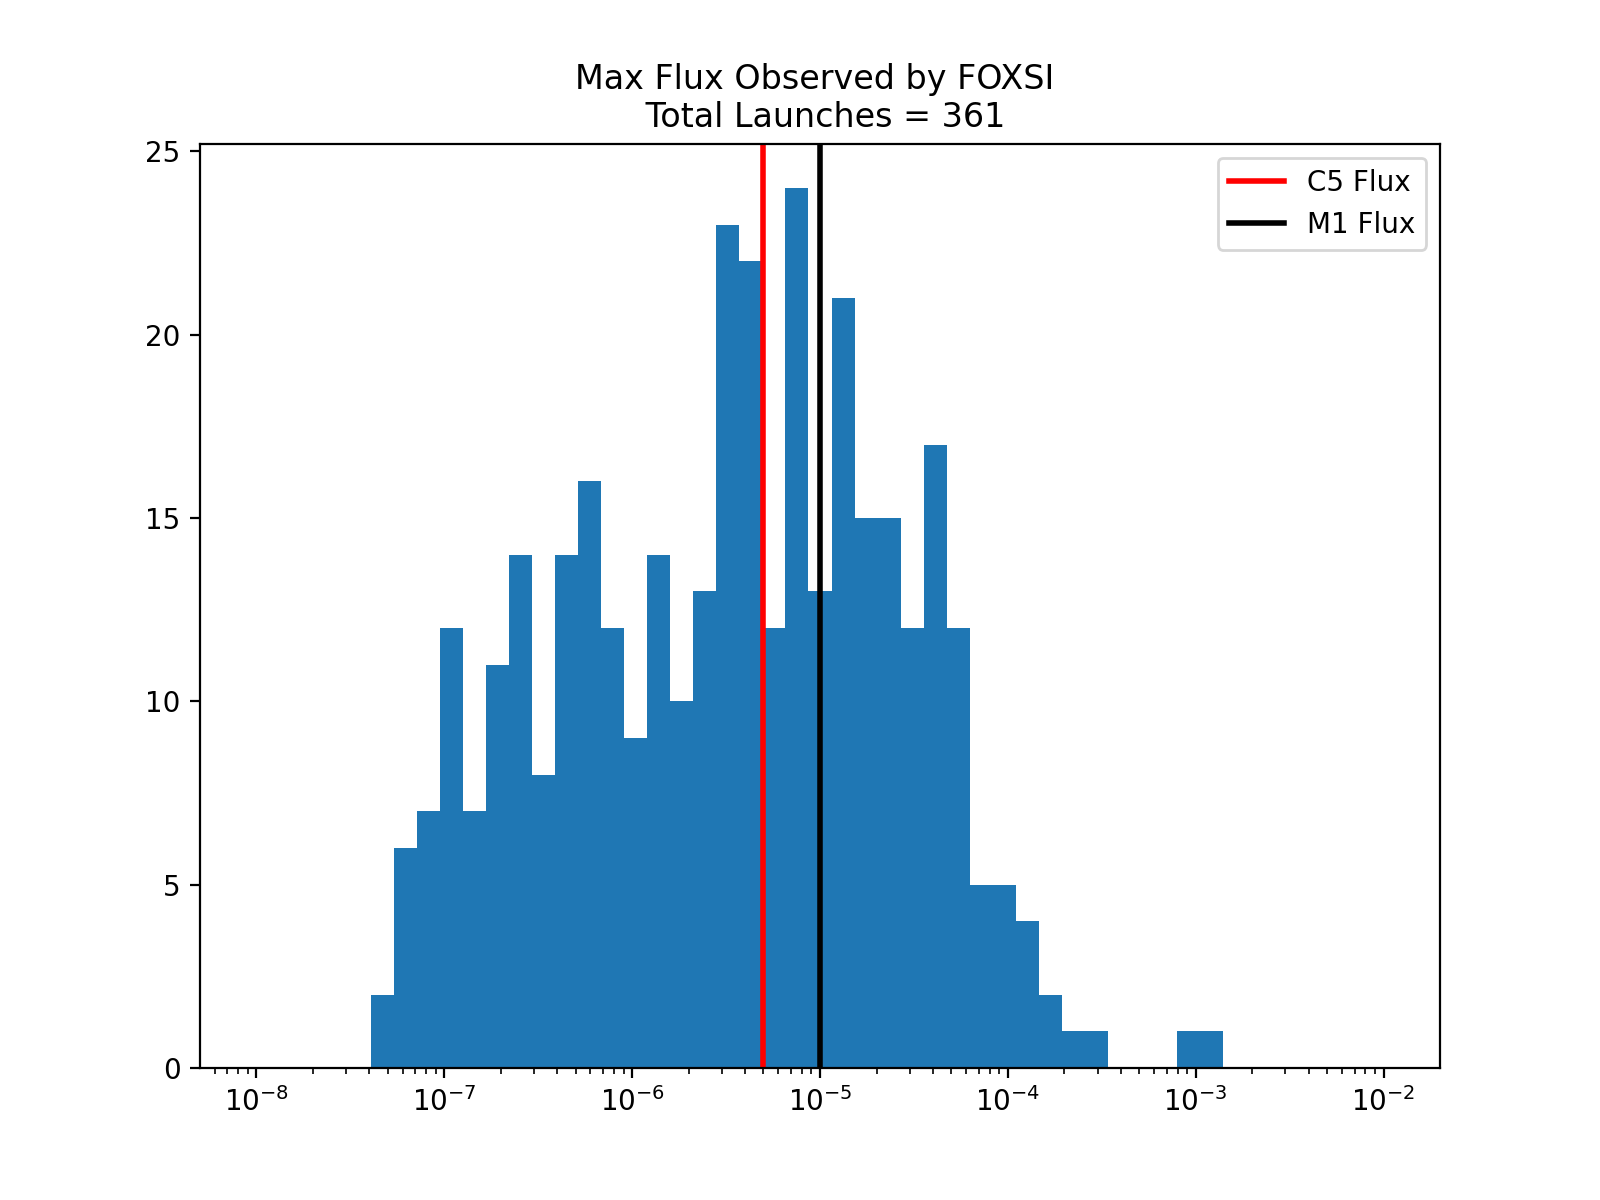 Max Flux Observed by FOXSI
Total Launches = 361
C5 Flux
M1 Flux
25
20
15
10
5
0
10⁻⁸ 10⁻⁷ 10⁻⁶ 10⁻⁵ 10⁻⁴ 10⁻³ 10⁻²